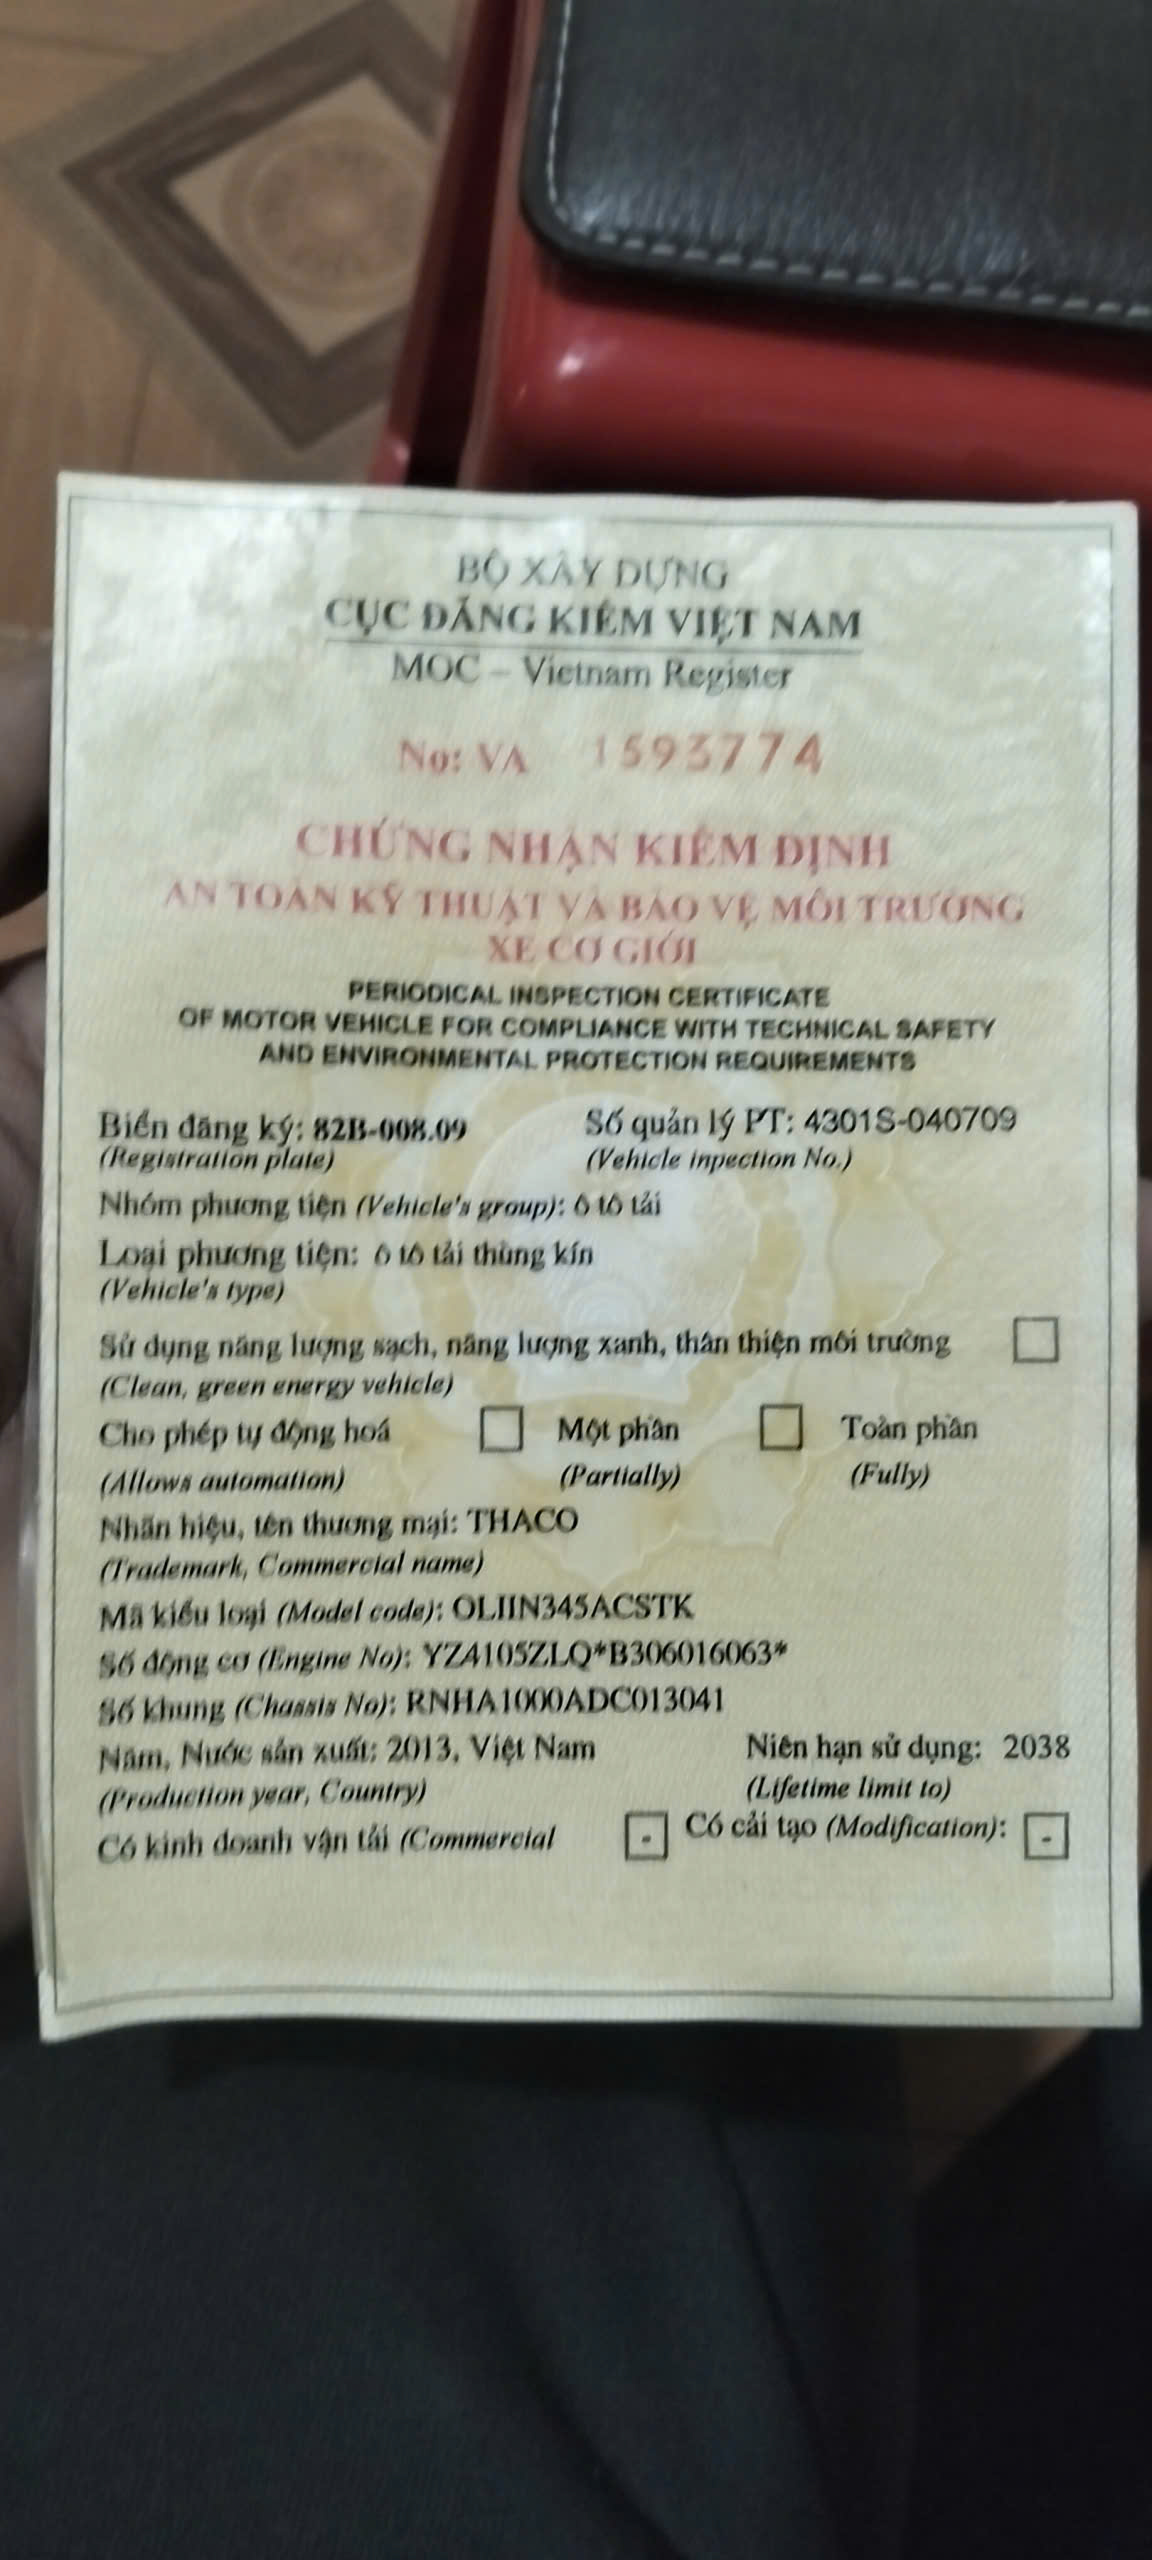 BỘ XÂY DỰNG
CỤC ĐĂNG KIỂM VIỆT NAM
MOC – Vietnam Register
No: VA 1593774
CHỨNG NHẬN KIỂM ĐỊNH
AN TOÀN KỸ THUẬT VÀ BẢO VỆ MÔI TRƯỜNG
XE CƠ GIỚI
PERIODICAL INSPECTION CERTIFICATE
OF MOTOR VEHICLE FOR COMPLIANCE WITH TECHNICAL SAFETY
AND ENVIRONMENTAL PROTECTION REQUIREMENTS
Biển đăng ký: 82B-008.09 Số quản lý PT: 4301S-040709
(Registration plate) (Vehicle inpection No.)
Nhóm phương tiện (Vehicle's group): ô tô tải
Loại phương tiện: ô tô tải thùng kín
(Vehicle's type)
Sử dụng năng lượng sạch, năng lượng xanh, thân thiện môi trường
(Clean, green energy vehicle)
Cho phép tự động hoá Một phần Toàn phần
(Allows automation) (Partially) (Fully)
Nhãn hiệu, tên thương mại: THACO
(Trademark, Commercial name)
Mã kiểu loại (Model code): OLIIN345ACSTK
Số động cơ (Engine No): YZ4105ZLQ*B306016063*
Số khung (Chassis No): RNHA1000ADC013041
Năm, Nước sản xuất: 2013, Việt Nam Niên hạn sử dụng: 2038
(Production year, Country) (Lifetime limit to)
Có kinh doanh vận tải (Commercial - Có cải tạo (Modification): -